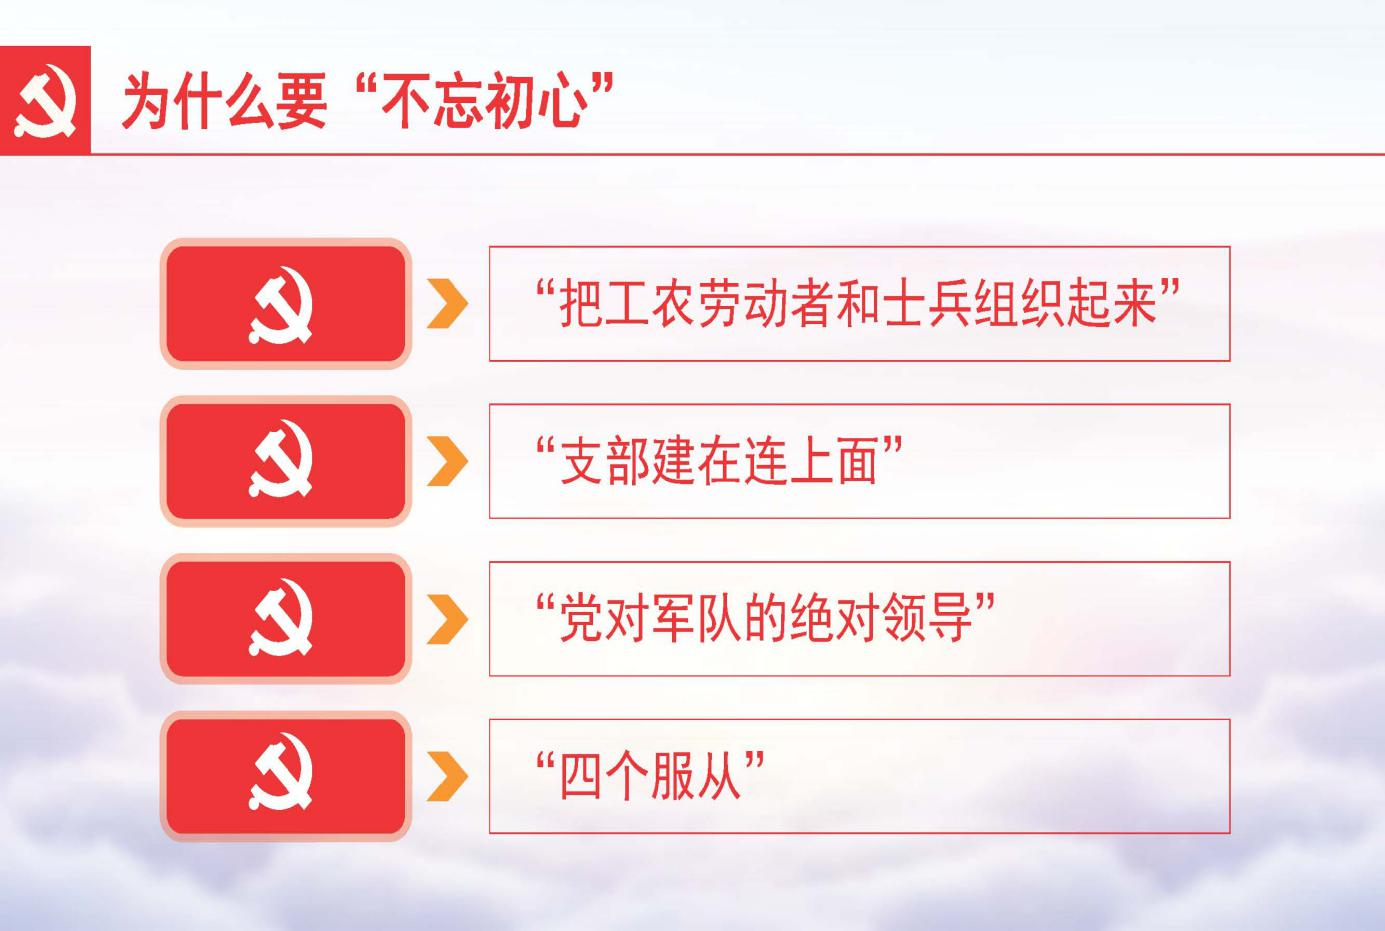 为什么要“不忘初心”
“把工农劳动者和士兵组织起来”
“支部建在连上面”
“党对军队的绝对领导”
“四个服从”